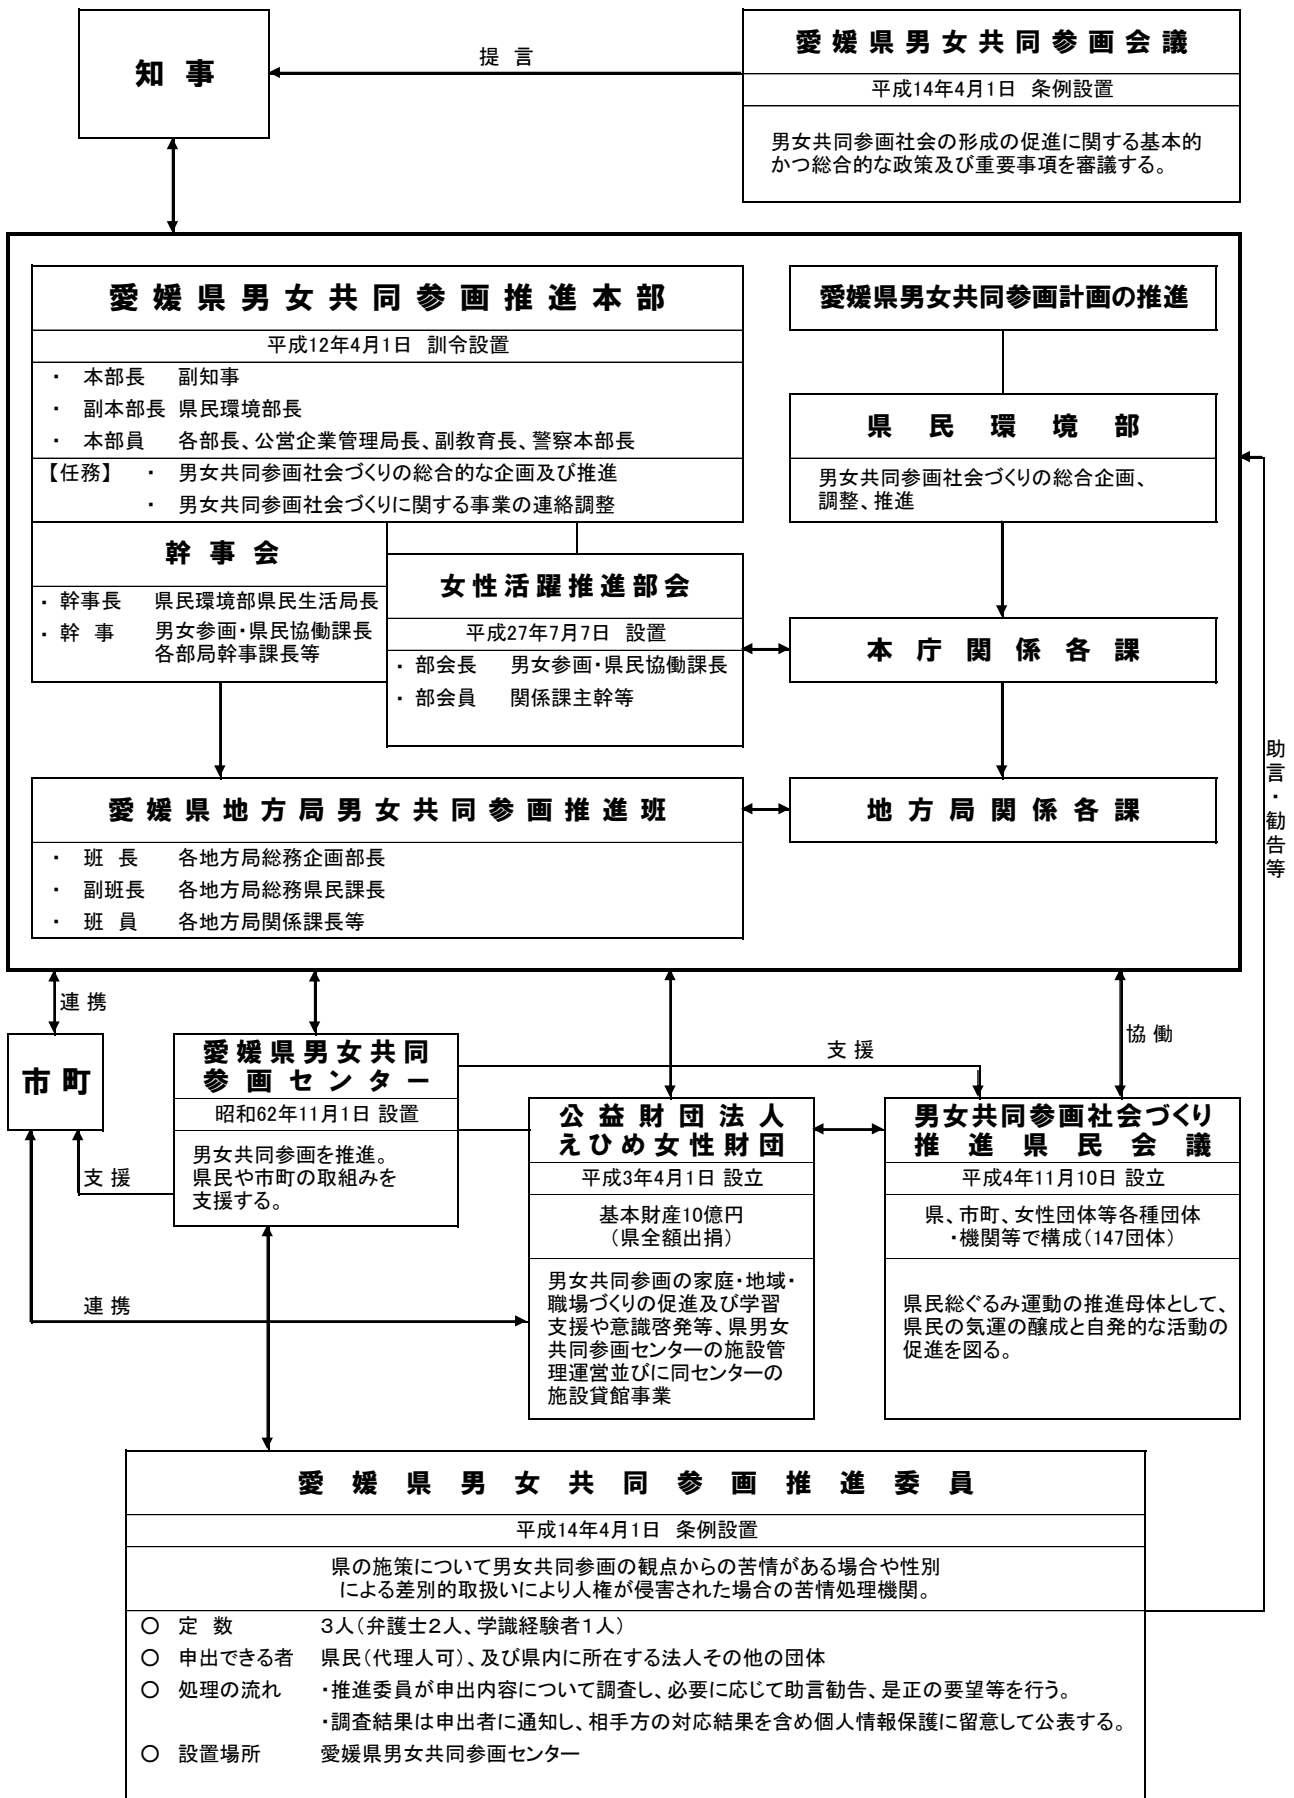 知事
提言
愛媛県男女共同参画会議
平成14年4月1日 条例設置
男女共同参画社会の形成の促進に関する基本的
かつ総合的な政策及び重要事項を審議する。
愛媛県男女共同参画推進本部
平成12年4月1日 訓令設置
・ 本部長 副知事
・ 副本部長 県民環境部長
・ 本部員 各部長、公営企業管理局長、副教育長、警察本部長
【任務】 ・ 男女共同参画社会づくりの総合的な企画及び推進
・ 男女共同参画社会づくりに関する事業の連絡調整
幹事会
・ 幹事長 県民環境部県民生活局長
・ 幹 事 男女参画・県民協働課長
各部局幹事課長等
女性活躍推進部会
平成27年7月7日 設置
・ 部会長 男女参画・県民協働課長
・ 部会員 関係課主幹等
愛媛県男女共同参画計画の推進
県民環境部
男女共同参画社会づくりの総合企画、
調整、推進
本庁関係各課
愛媛県地方局男女共同参画推進班
・ 班 長 各地方局総務企画部長
・ 副班長 各地方局総務県民課長
・ 班 員 各地方局関係課長等
地方局関係各課
助言・勧告等
連携
市町
支援
連携
愛媛県男女共同
参画センター
昭和62年11月1日 設置
男女共同参画を推進。
県民や市町の取組みを
支援する。
支援
協働
公益財団法人
えひめ女性財団
平成3年4月1日 設立
基本財産10億円
（県全額出捐）
男女共同参画の家庭・地域・
職場づくりの促進及び学習
支援や意識啓発等、県男女
共同参画センターの施設管
理運営並びに同センターの
施設貸館事業
男女共同参画社会づくり
推進県民会議
平成4年11月10日 設立
県、市町、女性団体等各種団体
・機関等で構成（147団体）
県民総ぐるみ運動の推進母体として、
県民の気運の醸成と自発的な活動の
促進を図る。
愛媛県男女共同参画推進委員
平成14年4月1日 条例設置
県の施策について男女共同参画の観点からの苦情がある場合や性別
による差別的取扱いにより人権が侵害された場合の苦情処理機関。
○ 定 数 3人（弁護士2人、学識経験者1人）
○ 申出できる者 県民（代理人可）、及び県内に所在する法人その他の団体
○ 処理の流れ ・推進委員が申出内容について調査し、必要に応じて助言勧告、是正の要望等を行う。
・調査結果は申出者に通知し、相手方の対応結果を含め個人情報保護に留意して公表する。
○ 設置場所 愛媛県男女共同参画センター